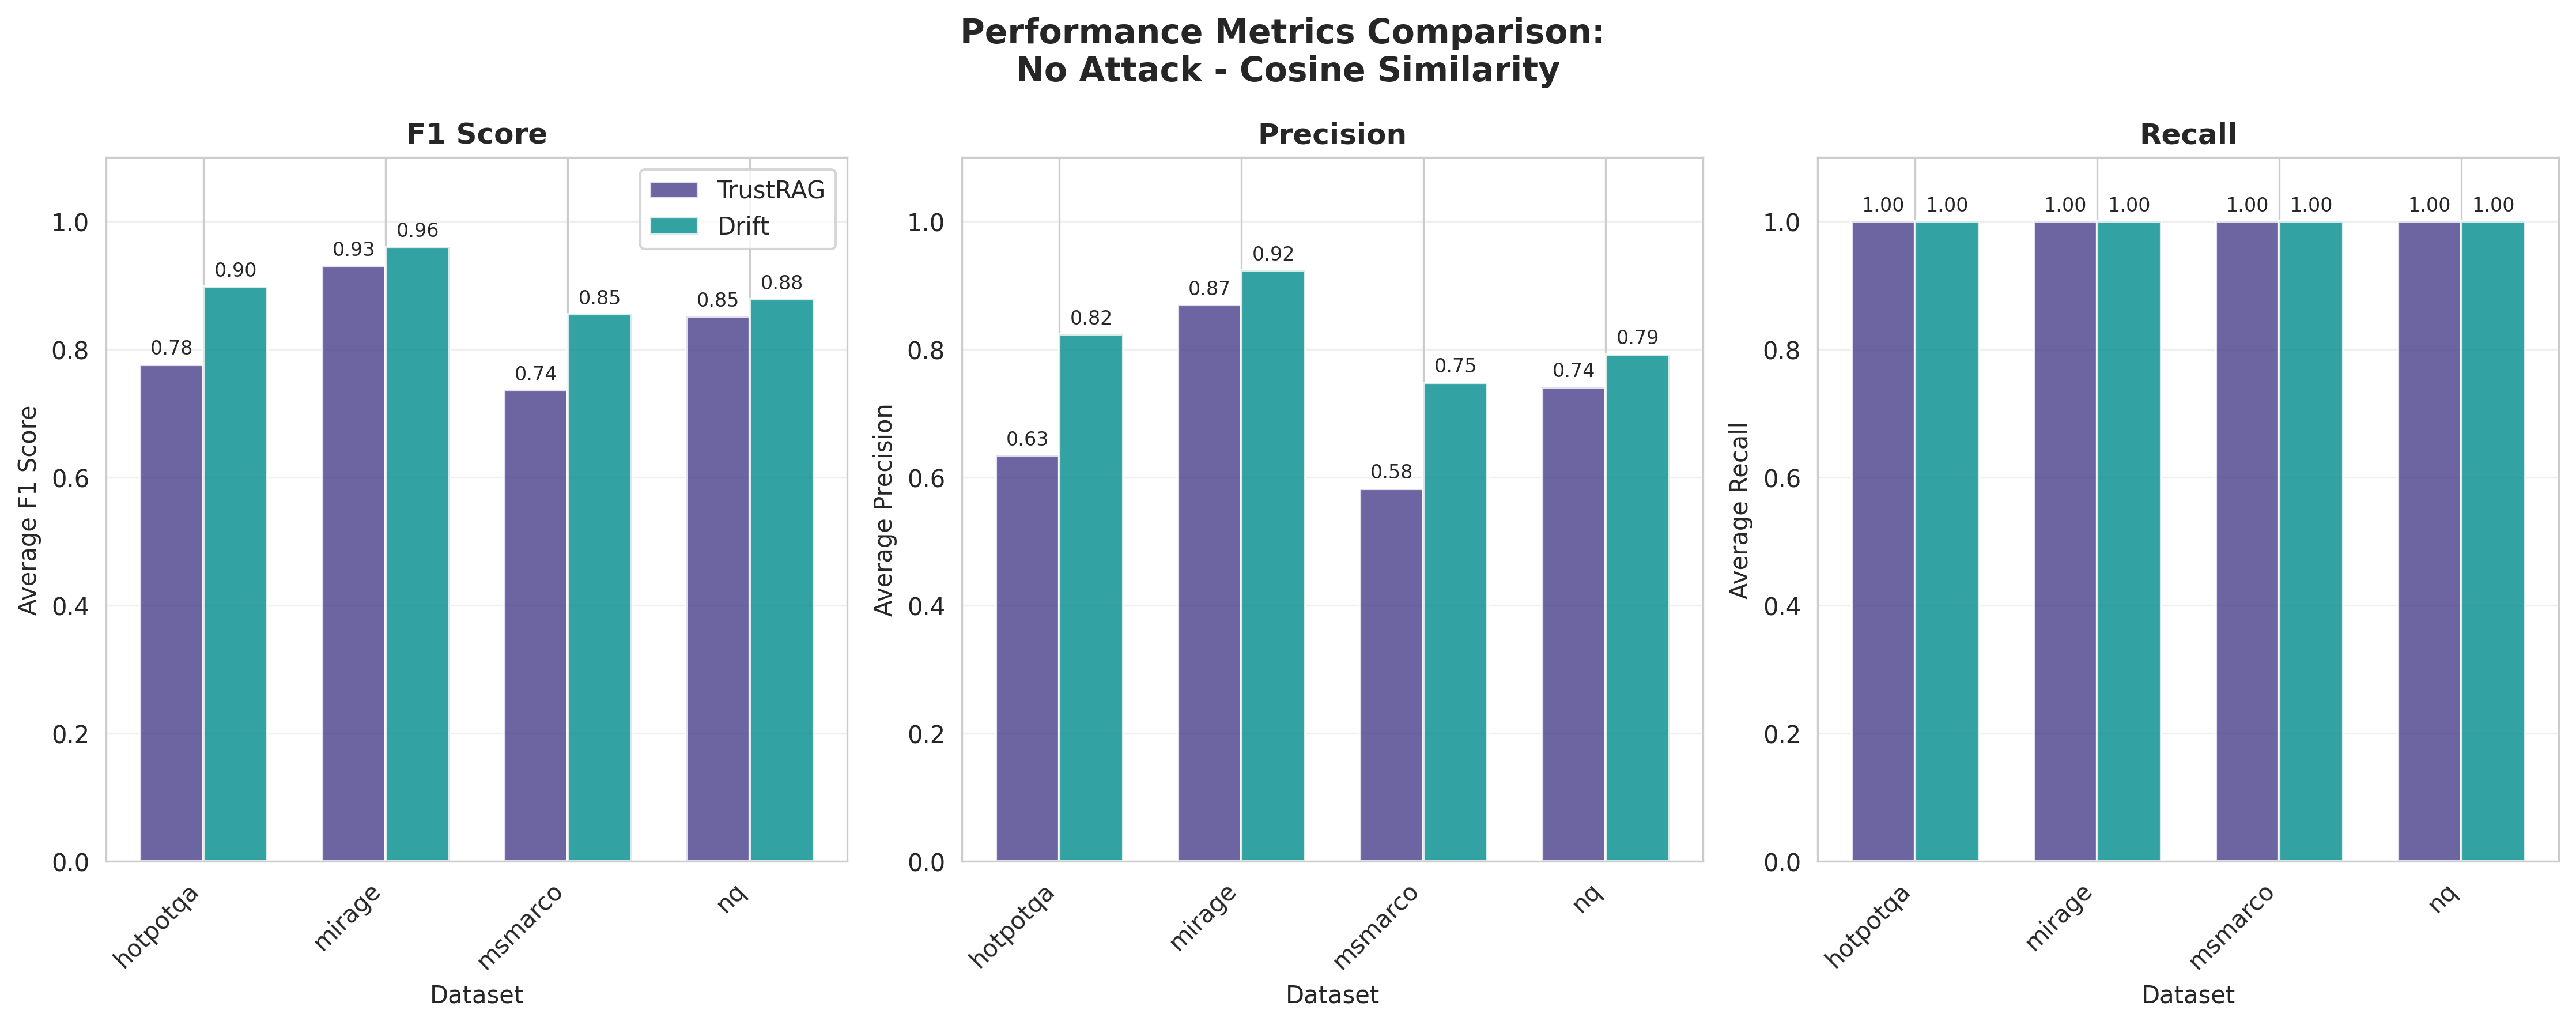 Performance Metrics Comparison:
No Attack - Cosine Similarity
F1 Score
Average F1 Score
1.0
0.8
0.6
0.4
0.2
0.0
TrustRAG
Drift
0.78
0.90
0.93
0.96
0.74
0.85
0.85
0.88
hotpotqa
mirage
msmarco
nq
Dataset
Precision
Average Precision
1.0
0.8
0.6
0.4
0.2
0.0
0.63
0.82
0.87
0.92
0.58
0.75
0.74
0.79
hotpotqa
mirage
msmarco
nq
Dataset
Recall
Average Recall
1.0
0.8
0.6
0.4
0.2
0.0
1.00
1.00
1.00
1.00
1.00
1.00
1.00
1.00
hotpotqa
mirage
msmarco
nq
Dataset